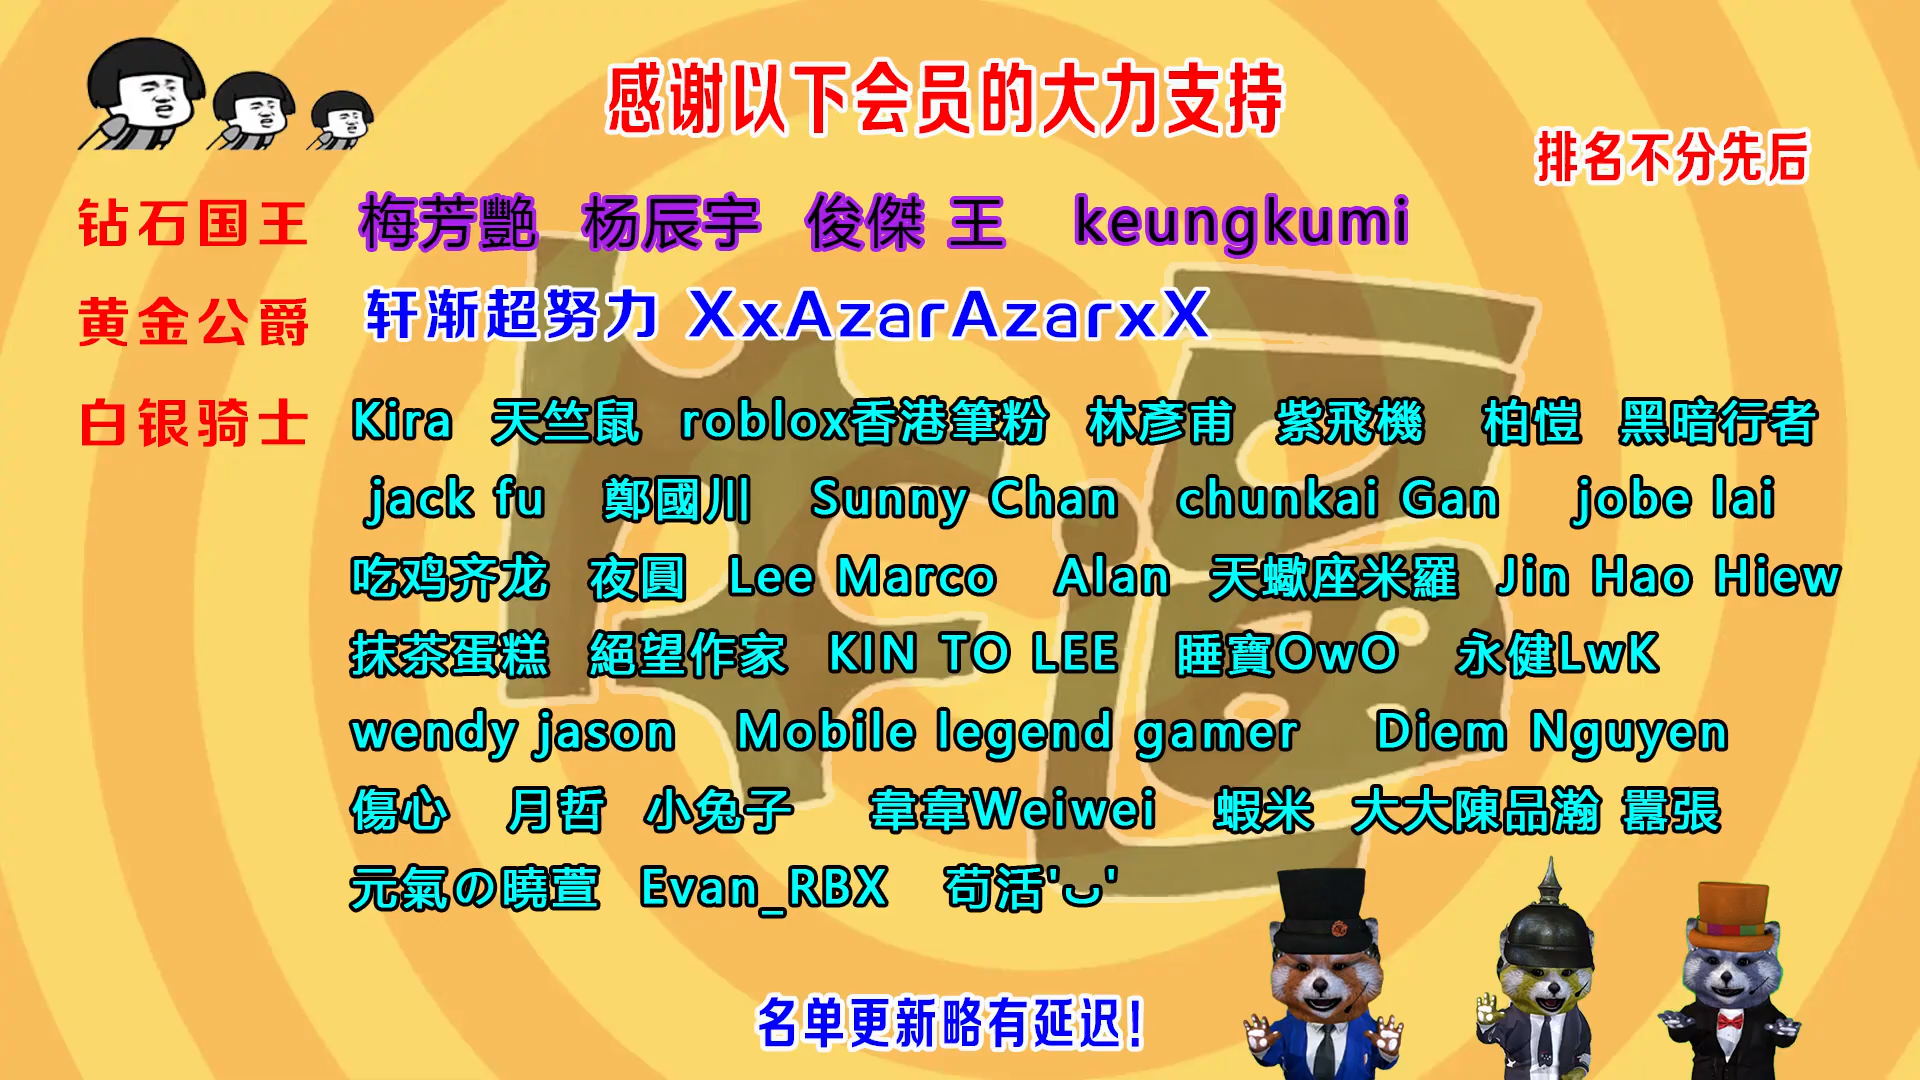 感谢以下会员的大力支持
排名不分先后
钻石国王 梅芳艷 杨辰宇 俊傑 王 keungkumi
黄金公爵 轩渐超努力 XxAzarAzarxX
白银骑士 Kira 天竺鼠 roblox香港筆粉 林彥甫 紫飛機 柏愷 黑暗行者
jack fu 鄭國川 Sunny Chan chunkai Gan jobe lai
吃鸡齐龙 夜圓 Lee Marco Alan 天蠍座米羅 Jin Hao Hiew
抹茶蛋糕 絕望作家 KIN TO LEE 睡寶OwO 永健LwK
wendy jason Mobile legend gamer Diem Nguyen
傷心 月哲 小兔子 韋韋Weiwei 蝦米 大大陳品瀚 囂張
元氣の曉萱 Evan_RBX 苟活'ت'
名单更新略有延迟!